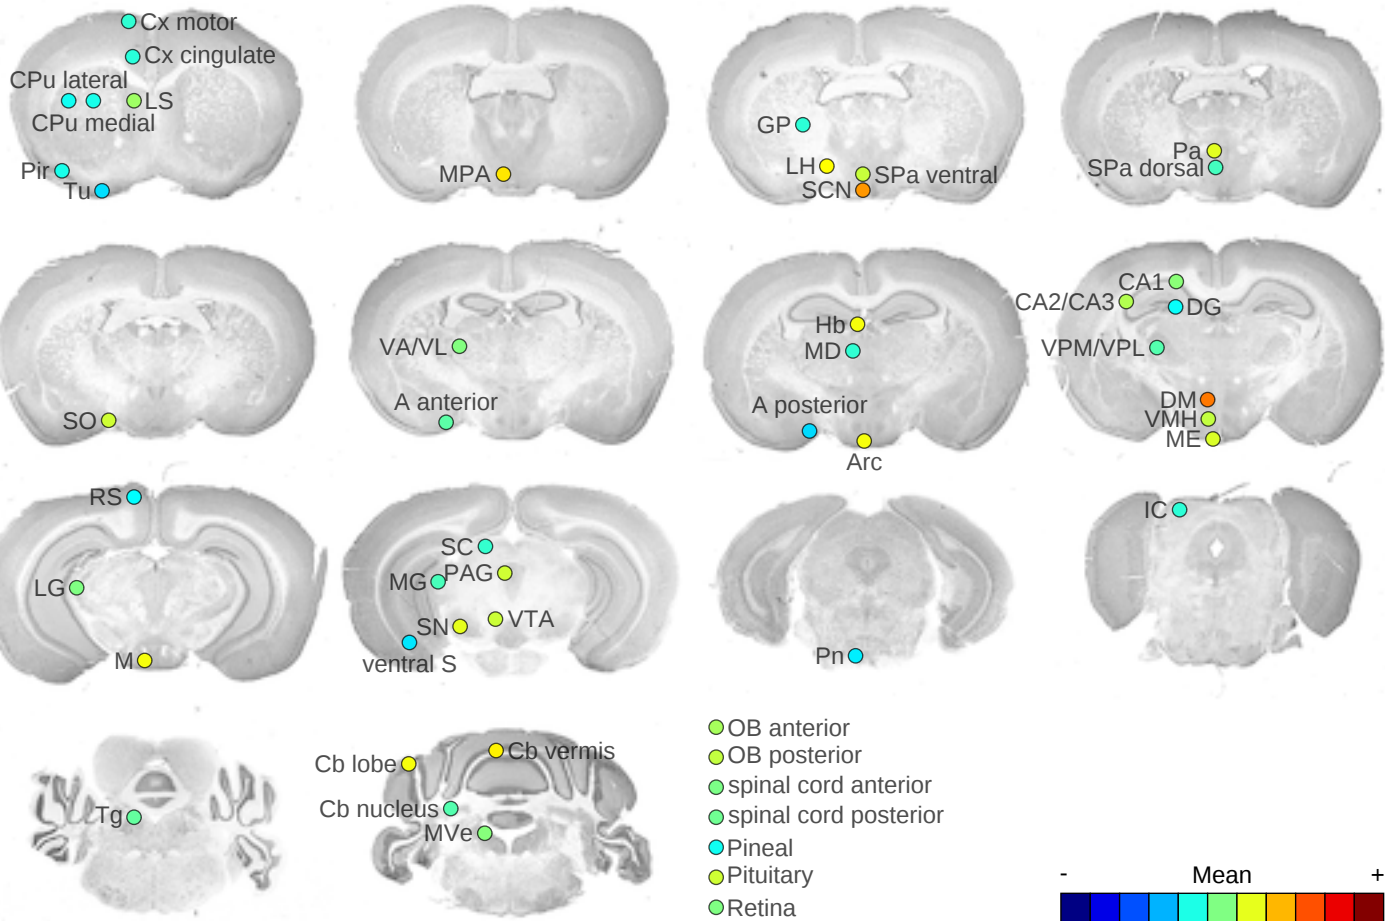 Cx motor
Cx cingulate
CPu lateral
LS
CPu medial
Pir
Tu
MPA
GP
LH
SPa ventral
SCN
Pa
SPa dorsal
SO
VA/VL
A anterior
Hb
MD
A posterior
Arc
CA1
CA2/CA3
DG
VPM/VPL
DM
VMH
ME
RS
LG
M
SC
MG
PAG
SN
VTA
ventral S
Pn
IC
Tg
Cb lobe
Cb vermis
Cb nucleus
MVe
OB anterior
OB posterior
spinal cord anterior
spinal cord posterior
Pineal
Pituitary
Retina
- Mean +